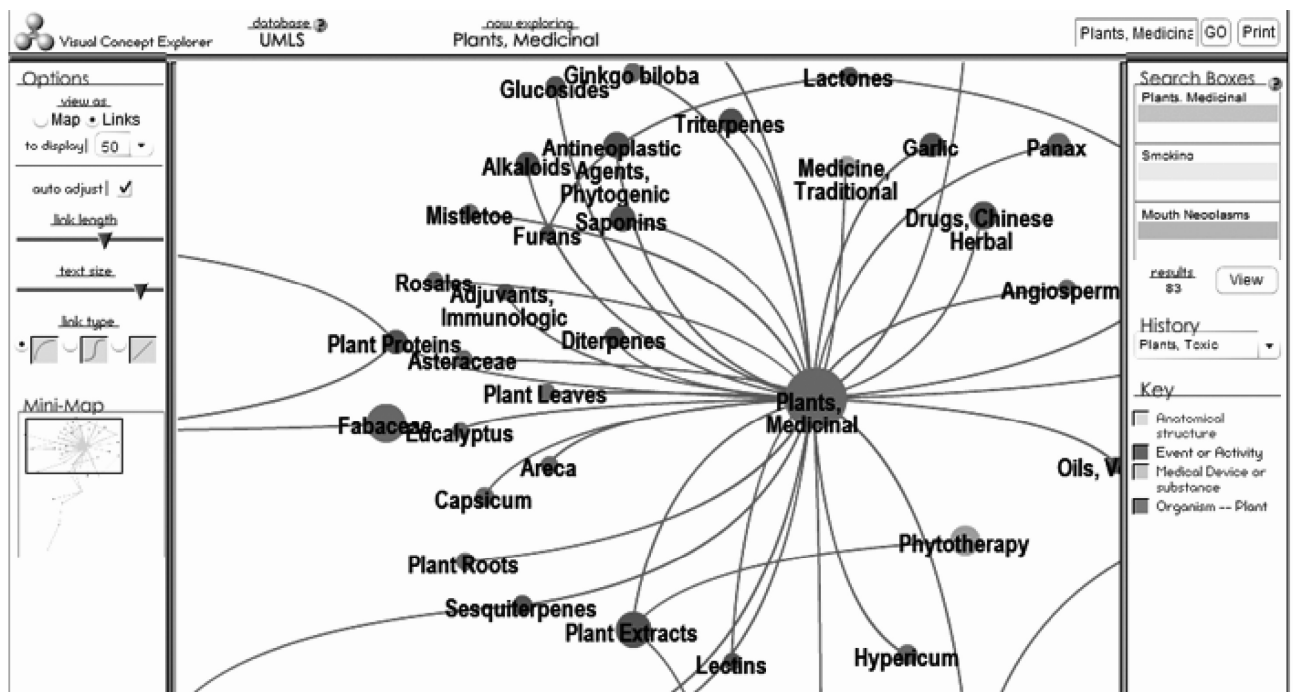 Visual Concept Explorer
database ?
UMLS
now exploring
Plants, Medicinal
Plants, Medicina
GO
Print
Options
view as
Map
Links
to display
50
auto adjust
link length
text size
link type
Mini-Map
Ginkgo biloba
Glucosides
Lactones
Triterpenes
Antineoplastic
Agents,
Phytogenic
Alkaloids
Garlic
Panax
Medicine,
Traditional
Mistletoe
Saponins
Furans
Drugs, Chinese
Herbal
Rosales
Adjuvants,
Immunologic
Angiosperm
Plant Proteins
Diterpenes
Asteraceae
Plant Leaves
Plants,
Medicinal
Fabaceae
Eucalyptus
Areca
Oils, V
Capsicum
Phytotherapy
Plant Roots
Sesquiterpenes
Plant Extracts
Lectins
Hypericum
Search Boxes
?
Plants. Medicinal
Smoking
Mouth Neoplasms
results
83
View
History
Plants, Toxic
Key
Anatomical
structure
Event or Activity
Medical Device or
substance
Organism -- Plant